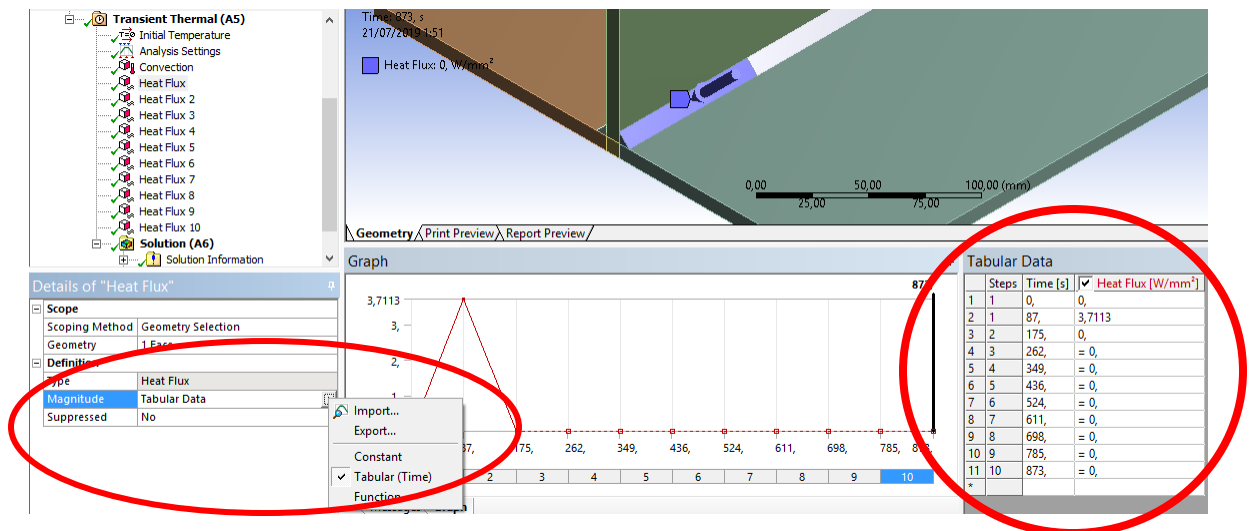 Transient Thermal (A5)
Initial Temperature
Analysis Settings
Convection
Heat Flux
Heat Flux 2
Heat Flux 3
Heat Flux 4
Heat Flux 5
Heat Flux 6
Heat Flux 7
Heat Flux 8
Heat Flux 9
Heat Flux 10
Solution (A6)
Solution Information
Time: 873, s
21/07/2019 1:51
Heat Flux: 0, W/mm²
0,00 50,00 100,00 (mm)
25,00 75,00
Geometry Print Preview Report Preview
Details of "Heat Flux"
Scope
Scoping Method Geometry Selection
Geometry 1 Face
Definition
Type Heat Flux
Magnitude Tabular Data
Suppressed No
Import...
Export...
Constant
Tabular (Time)
Function
Graph
3,7113
3,
2,
1,
873
175, 262, 349, 436, 524, 611, 698, 785, 873,
2 3 4 5 6 7 8 9 10
Messages Graph
Tabular Data
Steps Time [s] Heat Flux [W/mm²]
1 1 0, 0,
2 1 87, 3,7113
3 2 175, 0,
4 3 262, = 0,
5 4 349, = 0,
6 5 436, = 0,
7 6 524, = 0,
8 7 611, = 0,
9 8 698, = 0,
10 9 785, = 0,
11 10 873, = 0,
*